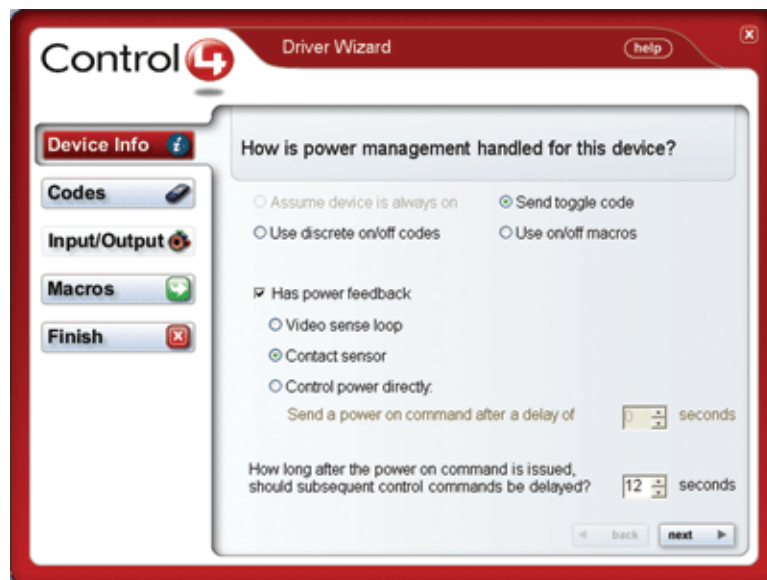 Control4
Driver Wizard
help
Device Info
Codes
Input/Output
Macros
Finish
How is power management handled for this device?
Assume device is always on
Send toggle code
Use discrete on/off codes
Use on/off macros
Has power feedback
Video sense loop
Contact sensor
Control power directly:
Send a power on command after a delay of 0 seconds
How long after the power on command is issued,
should subsequent control commands be delayed? 12 seconds
back
next